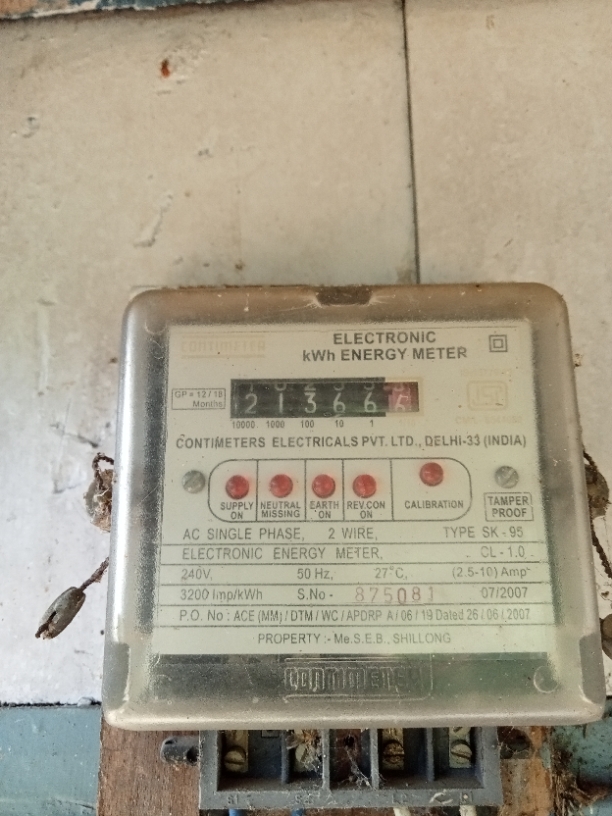 CONTIMETER
ELECTRONIC
kWh ENERGY METER
GP = 12 / 18
Months
21366
10000 1000 100 10 1
CONTIMETERS ELECTRICALS PVT. LTD., DELHI-33 (INDIA)
SUPPLY ON NEUTRAL MISSING EARTH ON REV.CON ON CALIBRATION
TAMPER PROOF
AC SINGLE PHASE, 2 WIRE, TYPE SK - 95
ELECTRONIC ENERGY METER, CL - 1.0
240V, 50 Hz, 27°C, (2.5-10) Amp
3200 Imp/kWh S.No - 875081 07/2007
P.O. No : ACE (MM) / DTM / WC / APDRP A / 06 / 19 Dated 26 / 06 / 2007
PROPERTY :- Me.S.E.B., SHILLONG
CONTIMETER